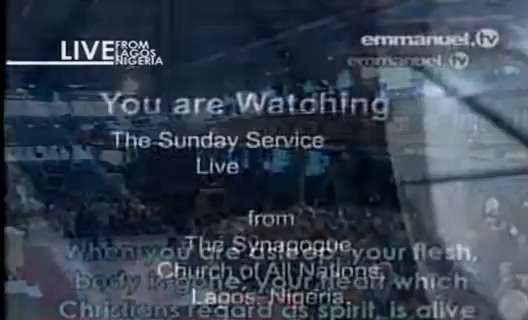 LIVE FROM LAGOS NIGERIA
emmanuel.tv
emmanuel.tv
You are Watching
The Sunday Service
Live
from
The Synagogue,
Church of All Nations,
Lagos, Nigeria.
When you are asleep, your flesh,
body is gone, your heart which
Christians regard as spirit, is alive